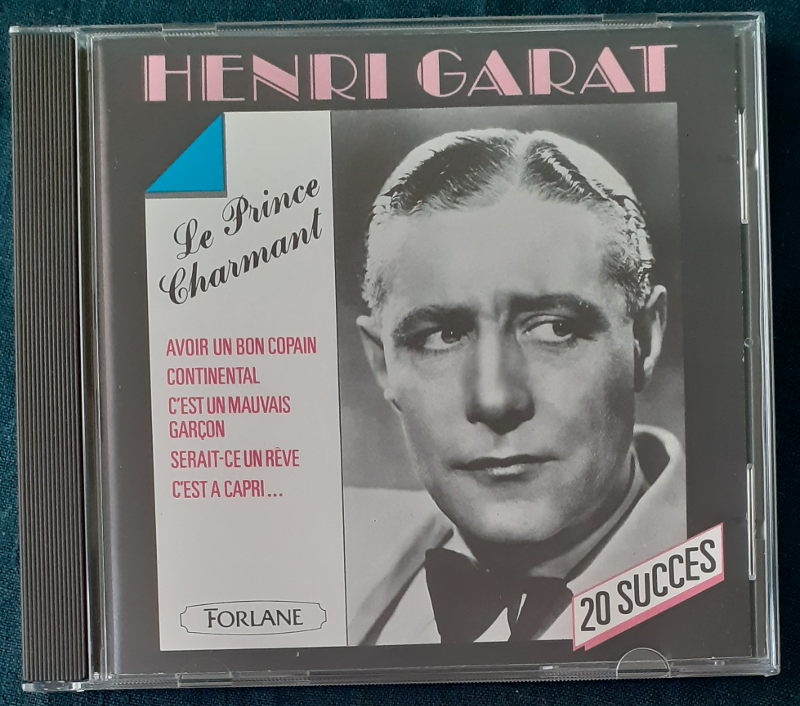 HENRI GARAT
Le Prince
Charmant
AVOIR UN BON COPAIN
CONTINENTAL
C'EST UN MAUVAIS
GARÇON
SERAIT-CE UN RÊVE
C'EST A CAPRI...
FORLANE
20 SUCCES